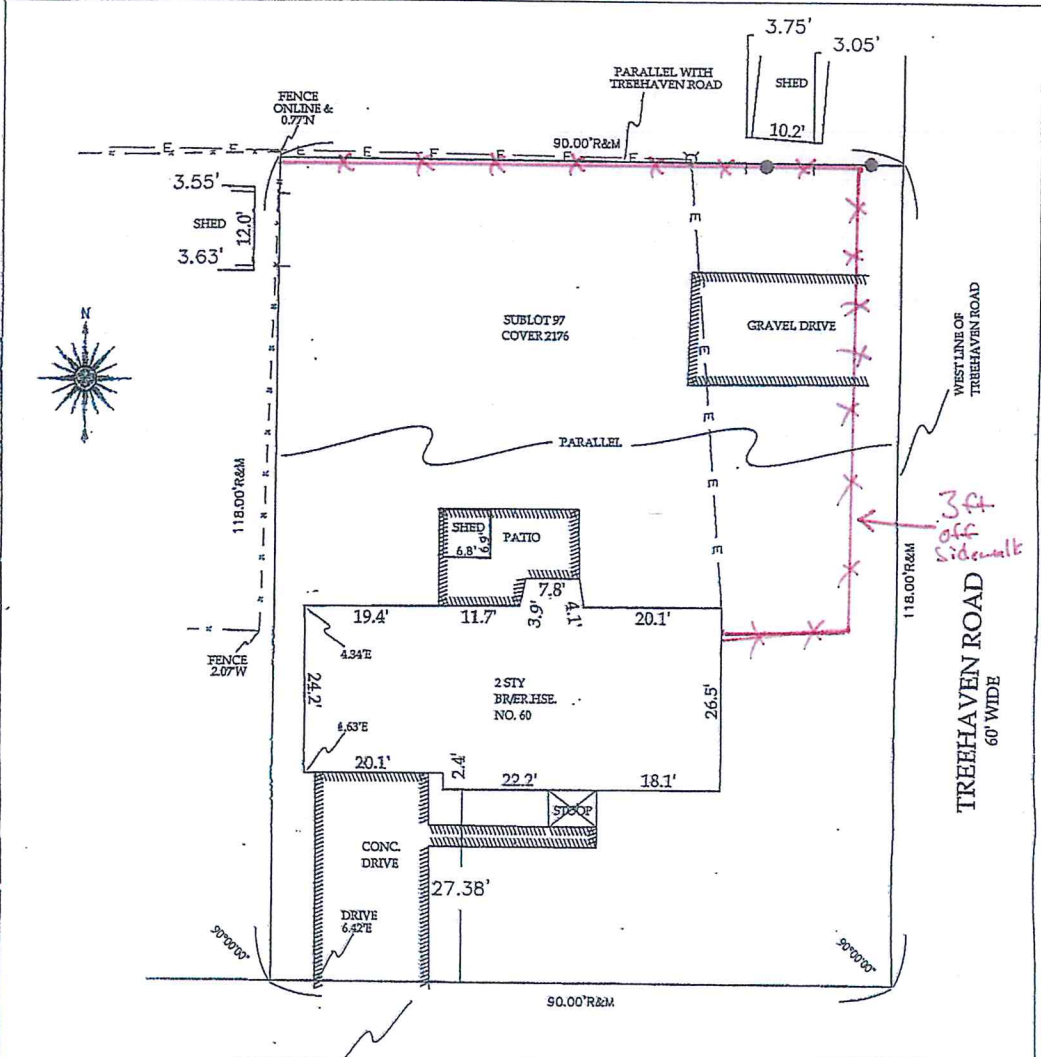 3.75'
3.05'
SHED
10.2'
PARALLEL WITH
TREEHAVEN ROAD
FENCE
ONLINE &
0.77'N
90.00'R&M
3.55'
SHED
12.0'
3.63'
N
SUBLOT 97
COVER 2176
GRAVEL DRIVE
WEST LINE OF
TREEHAVEN ROAD
PARALLEL
118.00'R&M
3ft
off
Sidewalk
118.00'R&M
SHED
6.8'
6.9'
PATIO
7.8'
19.4'
11.7'
3.9'
4.1'
20.1'
FENCE
2.07'W
4.34'E
24.2'
2 STY
BR/FR.HSE.
NO. 60
26.5'
TREEHAVEN ROAD
60' WIDE
20.1'
2.4'
22.2'
18.1'
STOOP
CONC.
DRIVE
27.38'
DRIVE
6.42'E
90°00'00"
90°00'00"
90.00'R&M